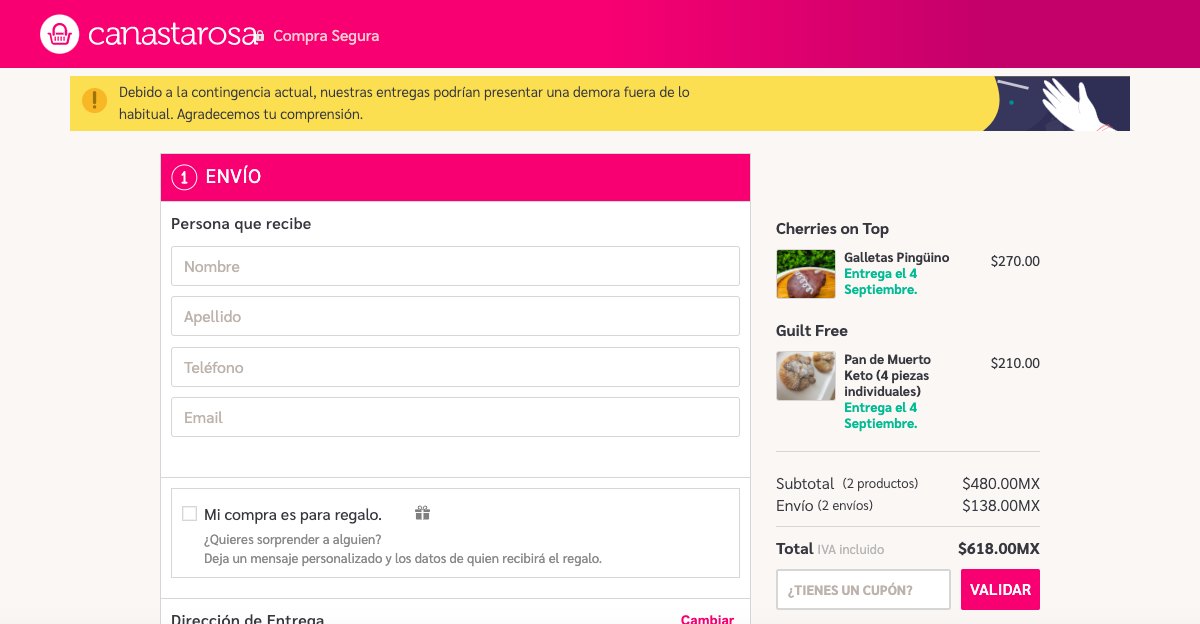 canastarosa
Compra Segura
Debido a la contingencia actual, nuestras entregas podrían presentar una demora fuera de lo
habitual. Agradecemos tu comprensión.
1 ENVÍO
Persona que recibe
Nombre
Apellido
Teléfono
Email
Mi compra es para regalo.
¿Quieres sorprender a alguien?
Deja un mensaje personalizado y los datos de quien recibirá el regalo.
Dirección de Entrega
Cambiar
Cherries on Top
Galletas Pingüino $270.00
Entrega el 4
Septiembre.
Guilt Free
Pan de Muerto $210.00
Keto (4 piezas
individuales)
Entrega el 4
Septiembre.
Subtotal (2 productos) $480.00MX
Envío (2 envíos) $138.00MX
Total IVA incluido $618.00MX
¿TIENES UN CUPÓN? VALIDAR